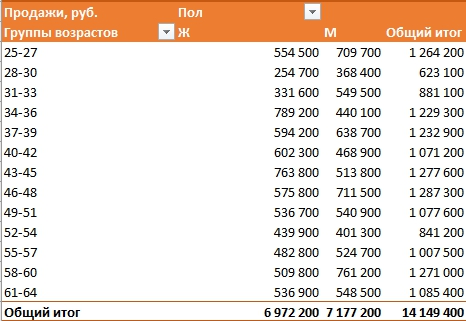 Продажи, руб. Пол
Группы возрастов Ж М Общий итог
25-27 554 500 709 700 1 264 200
28-30 254 700 368 400 623 100
31-33 331 600 549 500 881 100
34-36 789 200 440 100 1 229 300
37-39 594 200 638 700 1 232 900
40-42 602 300 468 900 1 071 200
43-45 763 800 513 800 1 277 600
46-48 575 800 711 500 1 287 300
49-51 536 700 540 900 1 077 600
52-54 439 900 401 300 841 200
55-57 482 800 524 700 1 007 500
58-60 509 800 761 200 1 271 000
61-64 536 900 548 500 1 085 400
Общий итог 6 972 200 7 177 200 14 149 400